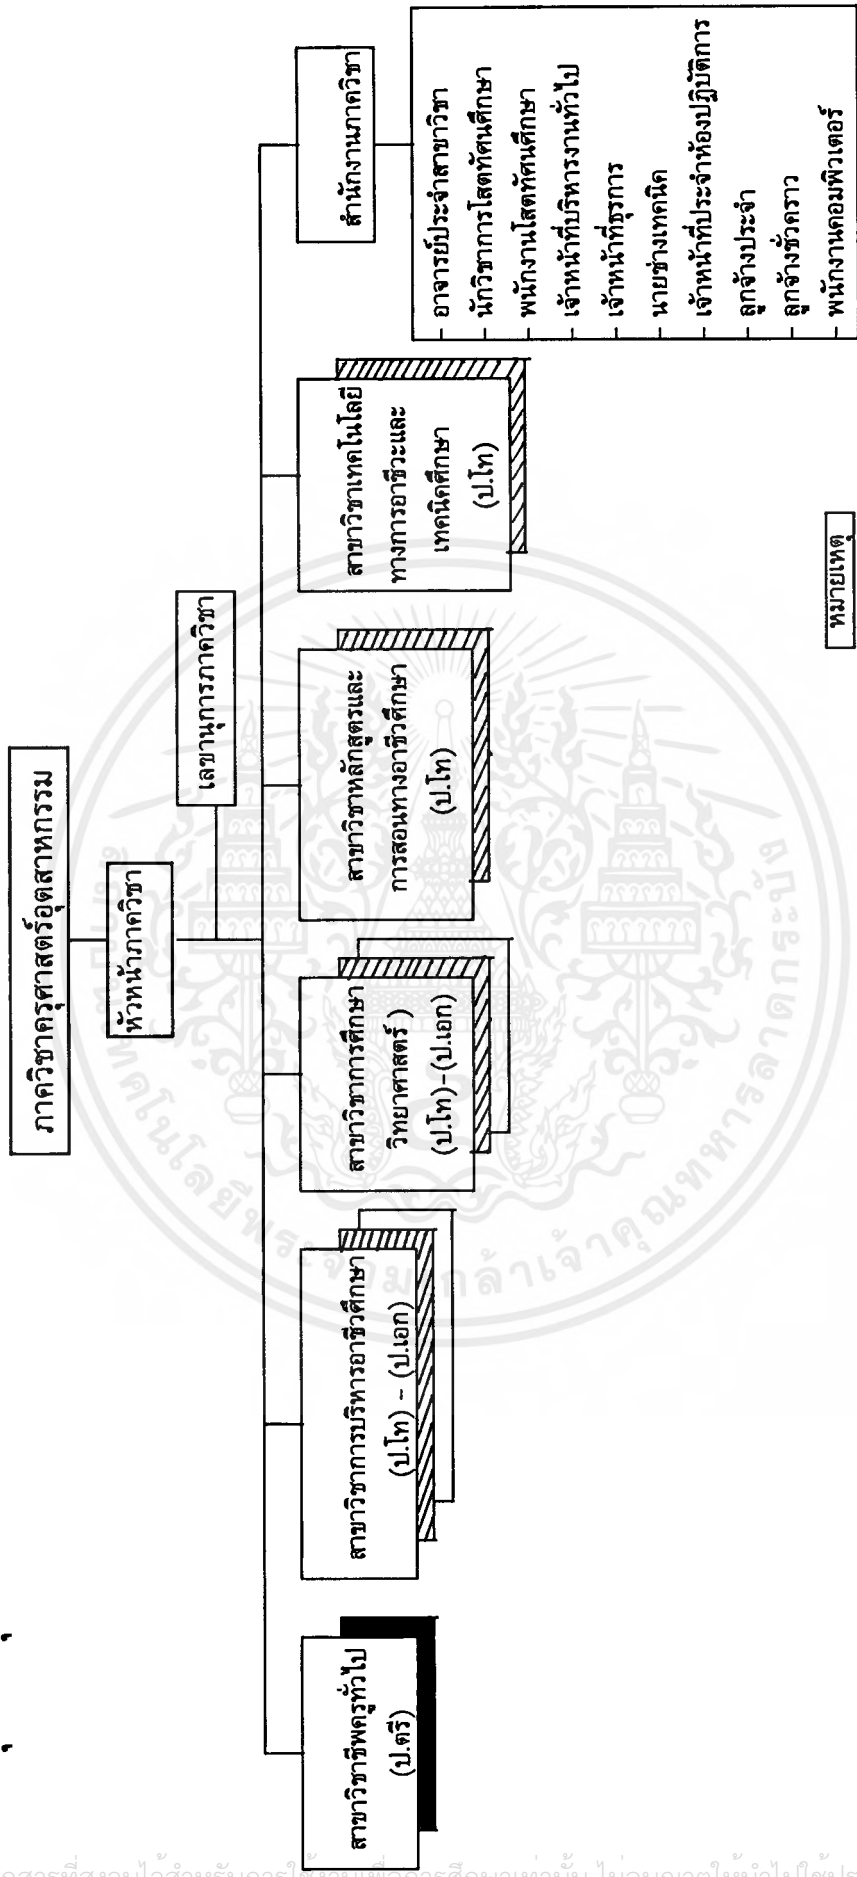 ภาควิชาครุศาสตร์อุตสาหกรรม
หัวหน้าภาควิชา
เลขานุการภาควิชา
สาขาวิชาชีพครูทั่วไป
(ป.ตรี)
สาขาวิชาการบริหารอาชีวศึกษา
(ป.โท) - (ป.เอก)
สาขาวิชาการศึกษา
วิทยาศาสตร์ )
(ป.โท)-(ป.เอก)
สาขาวิชาหลักสูตรและ
การสอนทางอาชีวศึกษา
(ป.โท)
สาขาวิชาเทคโนโลยี
ทางการอาชีวะและ
เทคนิคศึกษา
(ป.โท)
สำนักงานภาควิชา
อาจารย์ประจำสาขาวิชา
นักวิชาการโสตทัศนศึกษา
พนักงานโสตทัศนศึกษา
เจ้าหน้าที่บริหารงานทั่วไป
เจ้าหน้าที่ธุรการ
นายช่างเทคนิค
เจ้าหน้าที่ประจำห้องปฏิบัติการ
ลูกจ้างประจำ
ลูกจ้างชั่วคราว
พนักงานคอมพิวเตอร์
หมายเหตุ